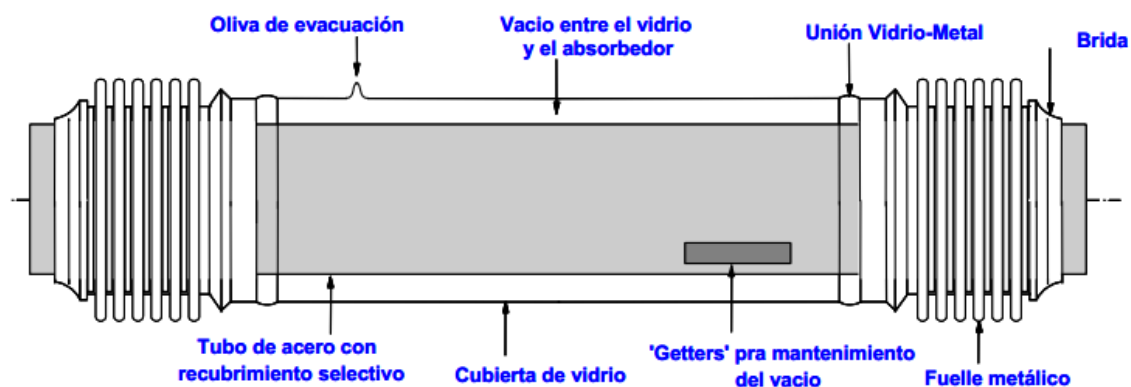 Oliva de evacuación
Vacio entre el vidrio
y el absorbedor
Unión Vidrio-Metal
Brida
Tubo de acero con
recubrimiento selectivo
Cubierta de vidrio
'Getters' pra mantenimiento
del vacio
Fuelle metálico